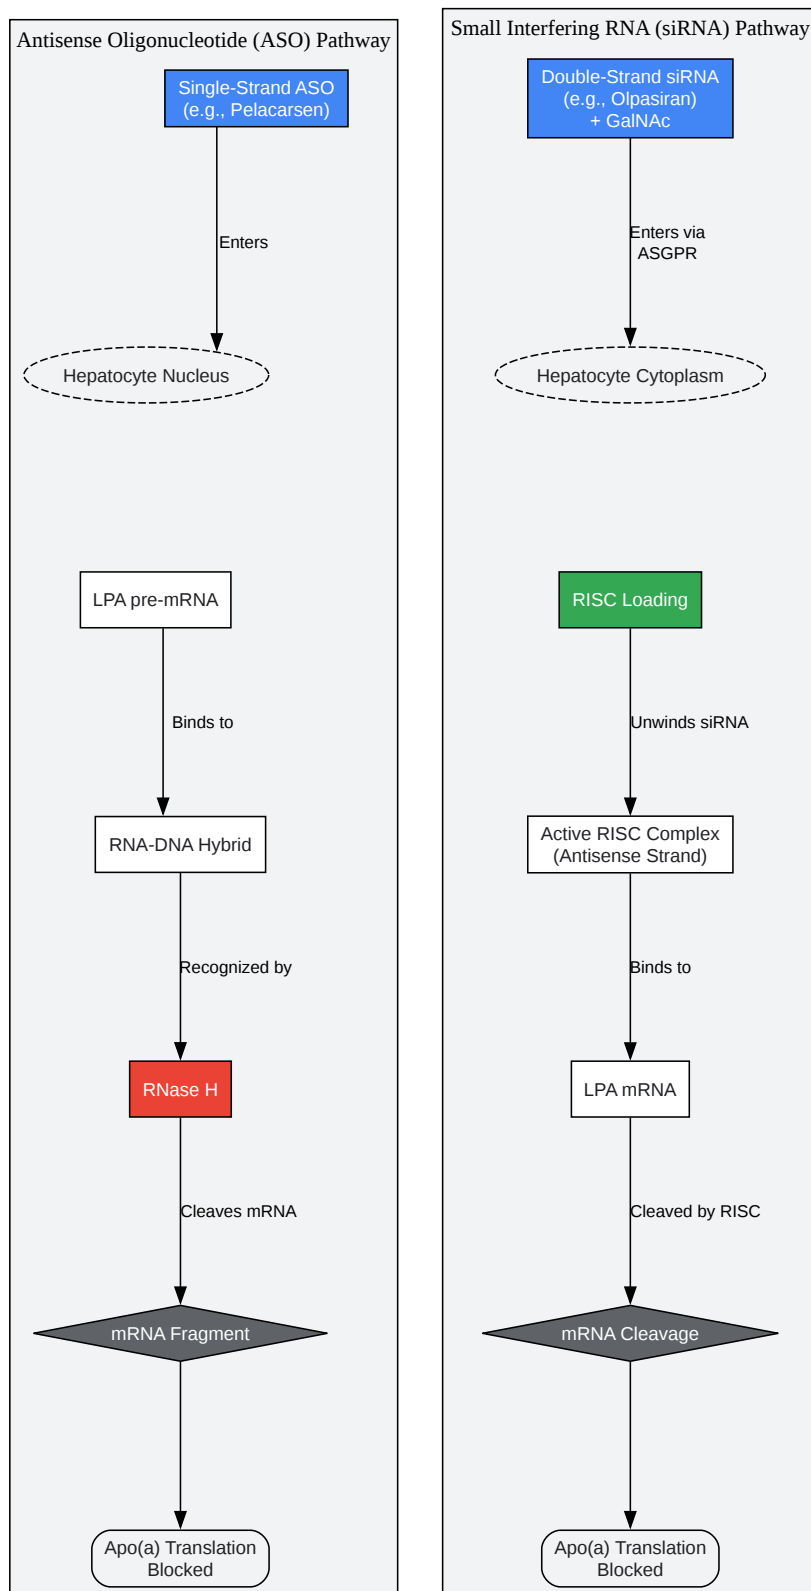 Antisense Oligonucleotide (ASO) Pathway
Single-Strand ASO
(e.g., Pelacarsen)
Enters
Hepatocyte Nucleus
LPA pre-mRNA
Binds to
RNA-DNA Hybrid
Recognized by
RNase H
Cleaves mRNA
mRNA Fragment
Apo(a) Translation
Blocked
Small Interfering RNA (siRNA) Pathway
Double-Strand siRNA
(e.g., Olpasiran)
+ GalNAc
Enters via
ASGPR
Hepatocyte Cytoplasm
RISC Loading
Unwinds siRNA
Active RISC Complex
(Antisense Strand)
Binds to
LPA mRNA
Cleaved by RISC
mRNA Cleavage
Apo(a) Translation
Blocked